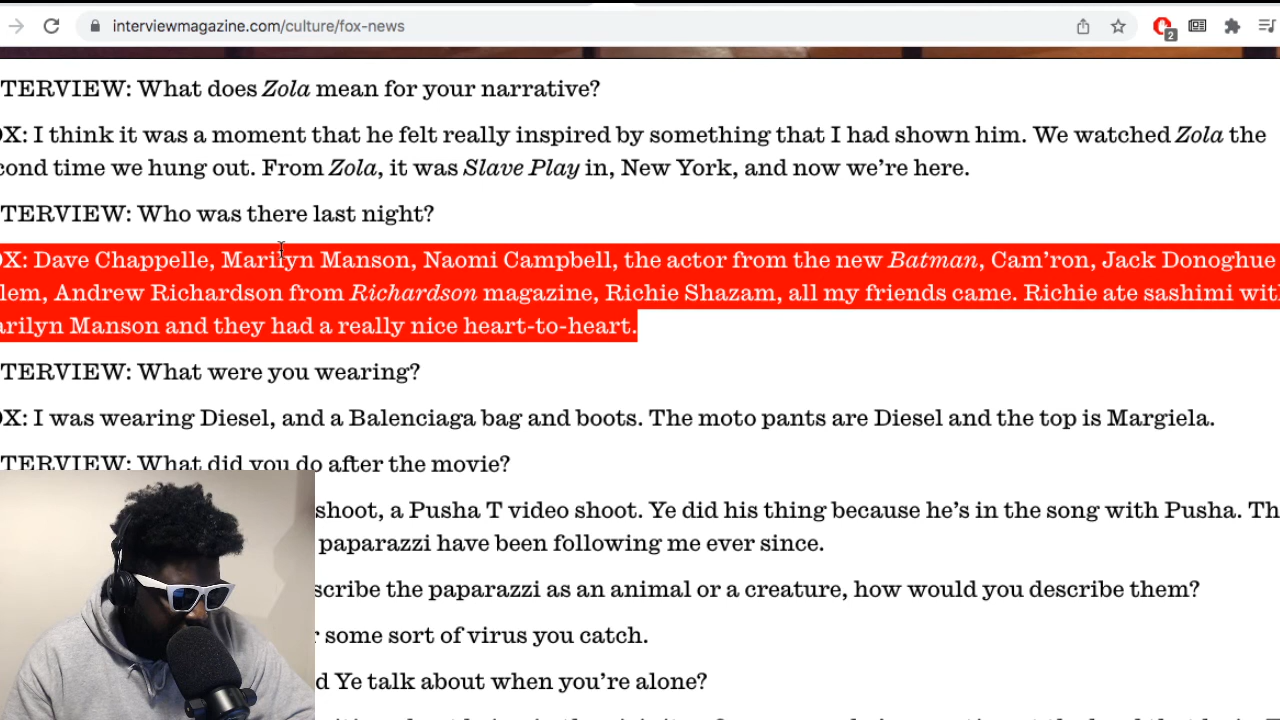 interviewmagazine.com/culture/fox-news
2
TERVIEW: What does Zola mean for your narrative?
OX: I think it was a moment that he felt really inspired by something that I had shown him. We watched Zola the
cond time we hung out. From Zola, it was Slave Play in, New York, and now we’re here.
TERVIEW: Who was there last night?
OX: Dave Chappelle, Marilyn Manson, Naomi Campbell, the actor from the new Batman, Cam’ron, Jack Donoghue
lem, Andrew Richardson from Richardson magazine, Richie Shazam, all my friends came. Richie ate sashimi wit
arilyn Manson and they had a really nice heart-to-heart.
TERVIEW: What were you wearing?
OX: I was wearing Diesel, and a Balenciaga bag and boots. The moto pants are Diesel and the top is Margiela.
TERVIEW: What did you do after the movie?
shoot, a Pusha T video shoot. Ye did his thing because he’s in the song with Pusha. Th
paparazzi have been following me ever since.
scribe the paparazzi as an animal or a creature, how would you describe them?
r some sort of virus you catch.
d Ye talk about when you’re alone?